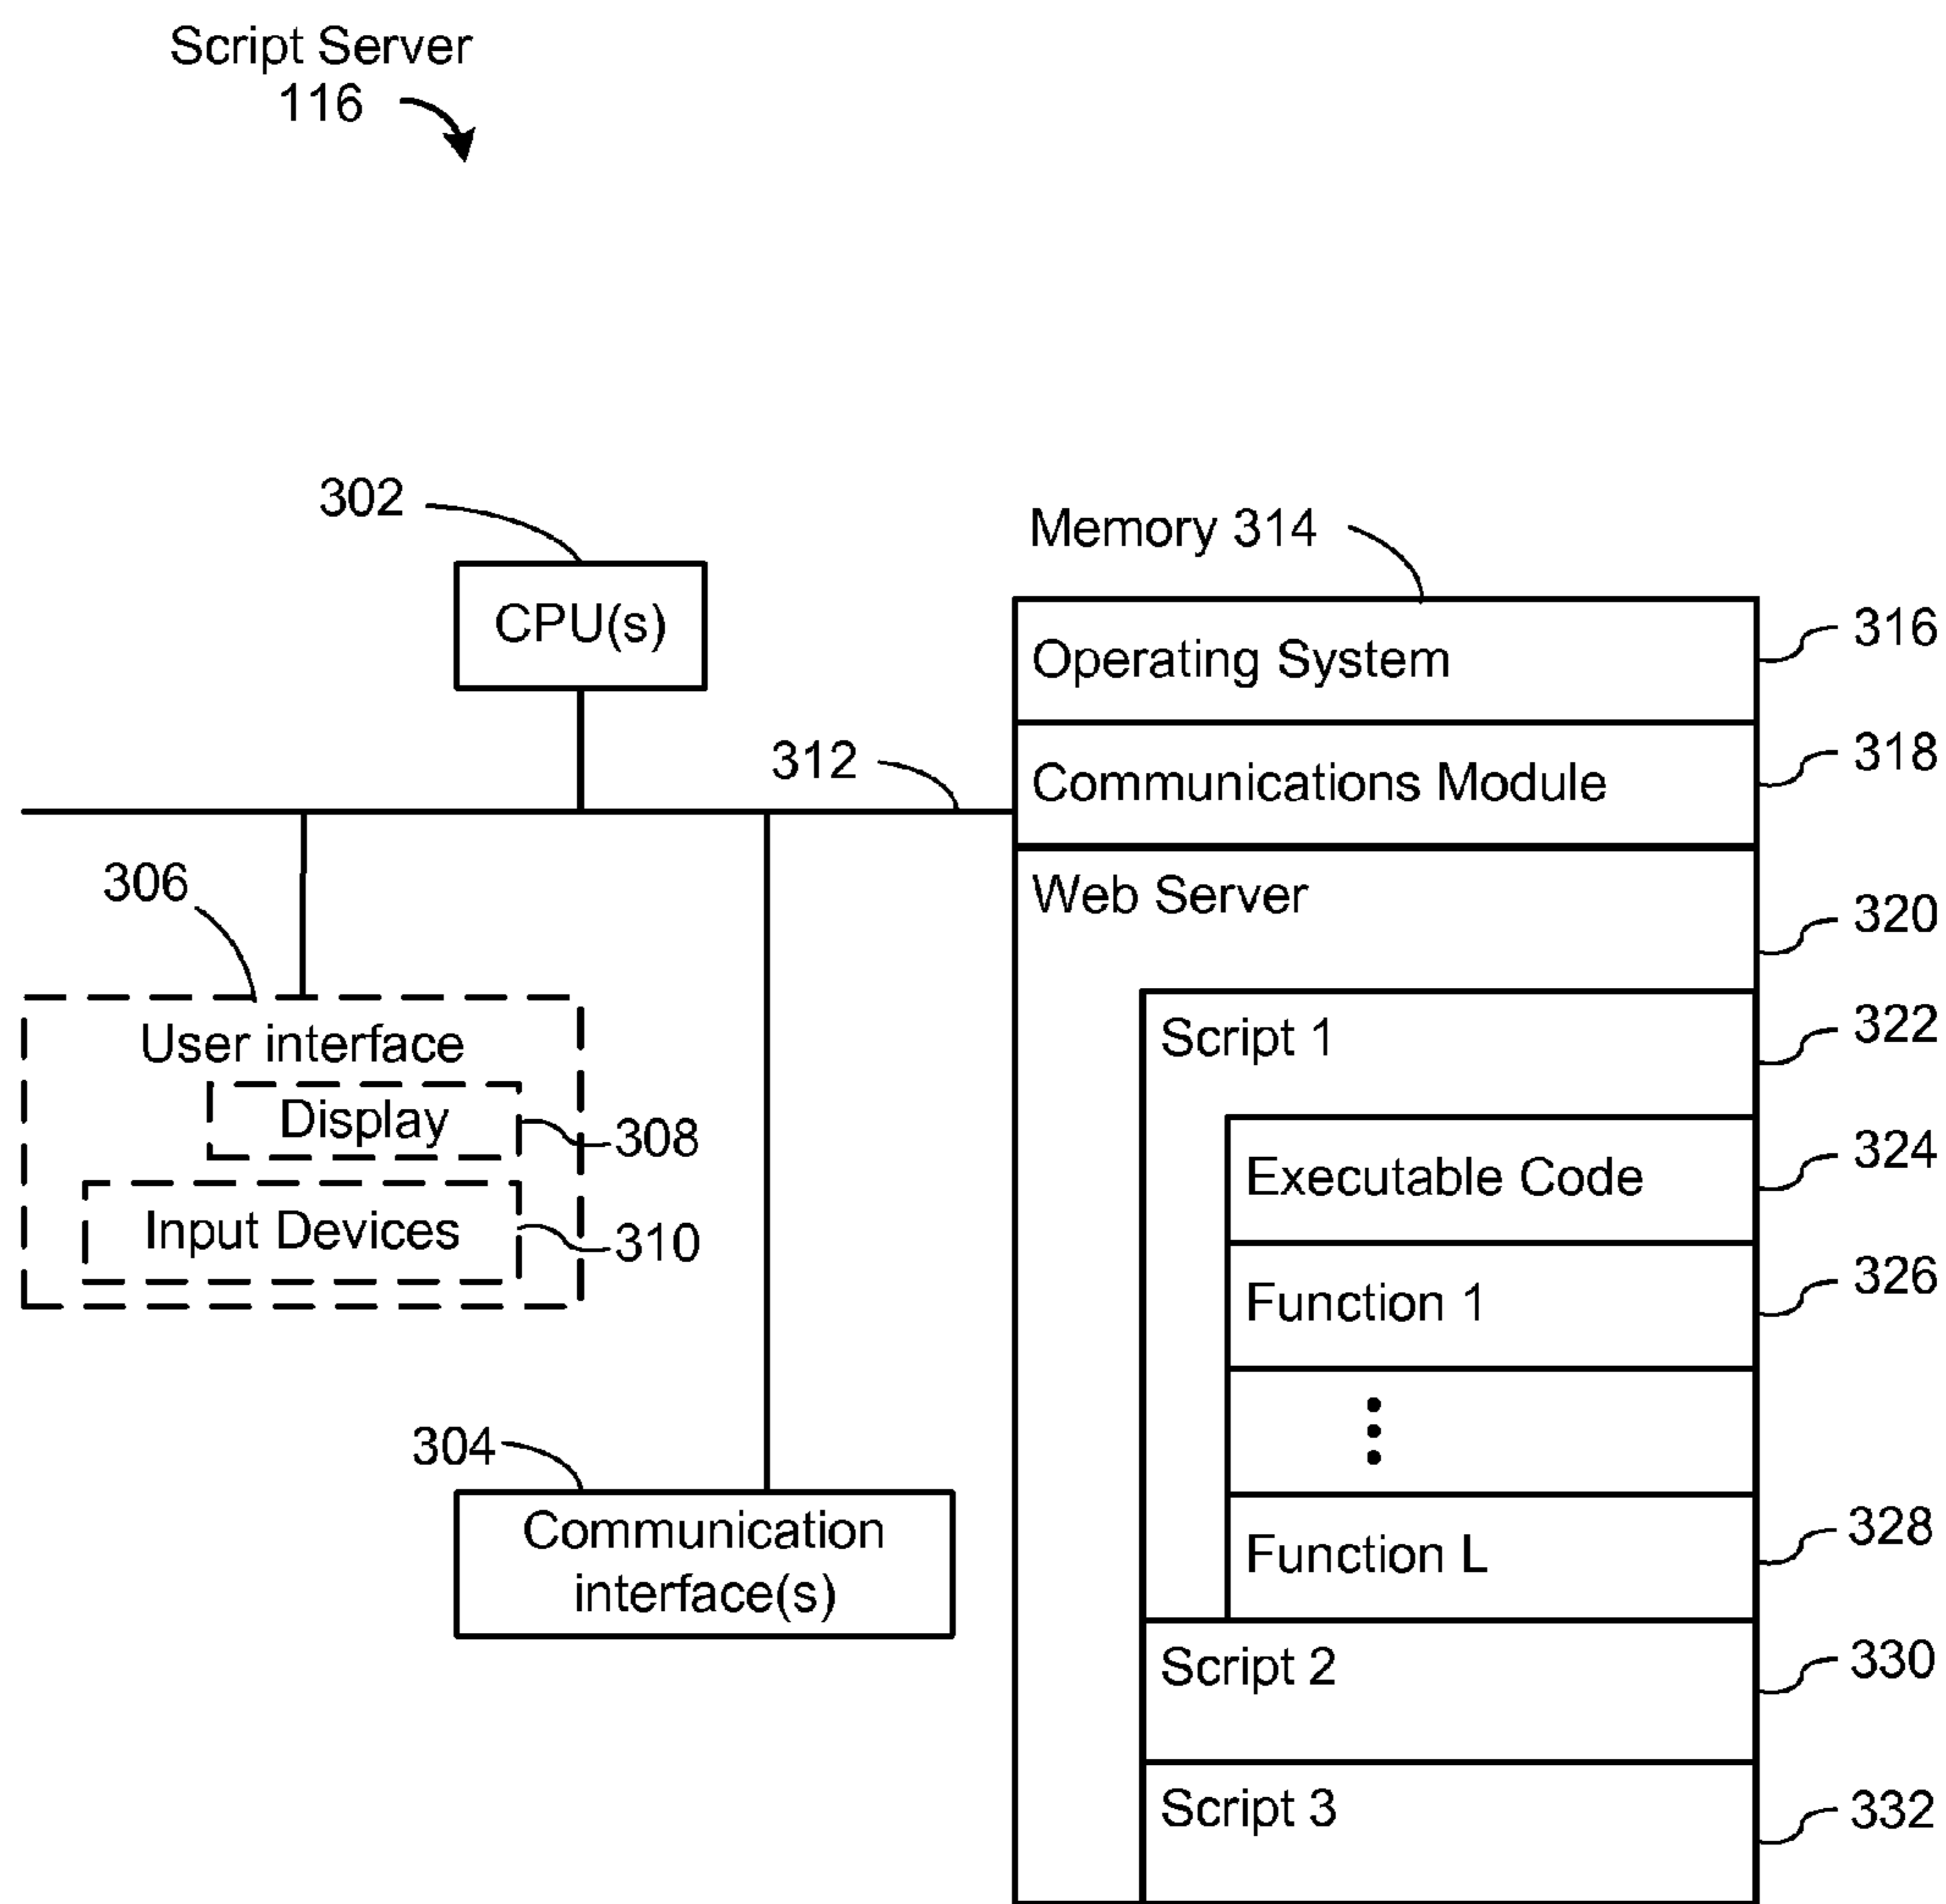 Script Server
116
302
CPU(s)
312
306
User interface
Display
308
Input Devices
310
304
Communication
interface(s)
Memory 314
Operating System
316
Communications Module
318
Web Server
320
Script 1
322
Executable Code
324
Function 1
326
Function L
328
Script 2
330
Script 3
332